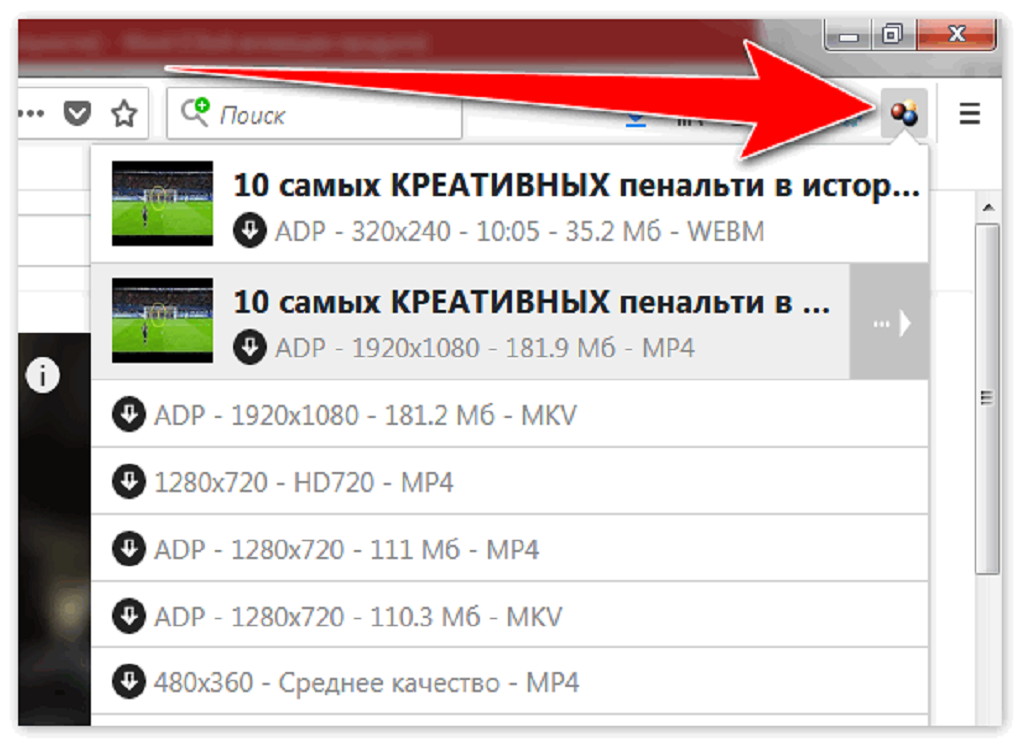 Поиск
10 самых КРЕАТИВНЫХ пенальти в истор...
ADP - 320x240 - 10:05 - 35.2 Мб - WEBM
10 самых КРЕАТИВНЫХ пенальти в ...
ADP - 1920x1080 - 181.9 Мб - MP4
ADP - 1920x1080 - 181.2 Мб - MKV
1280x720 - HD720 - MP4
ADP - 1280x720 - 111 Мб - MP4
ADP - 1280x720 - 110.3 Мб - MKV
480x360 - Среднее качество - MP4